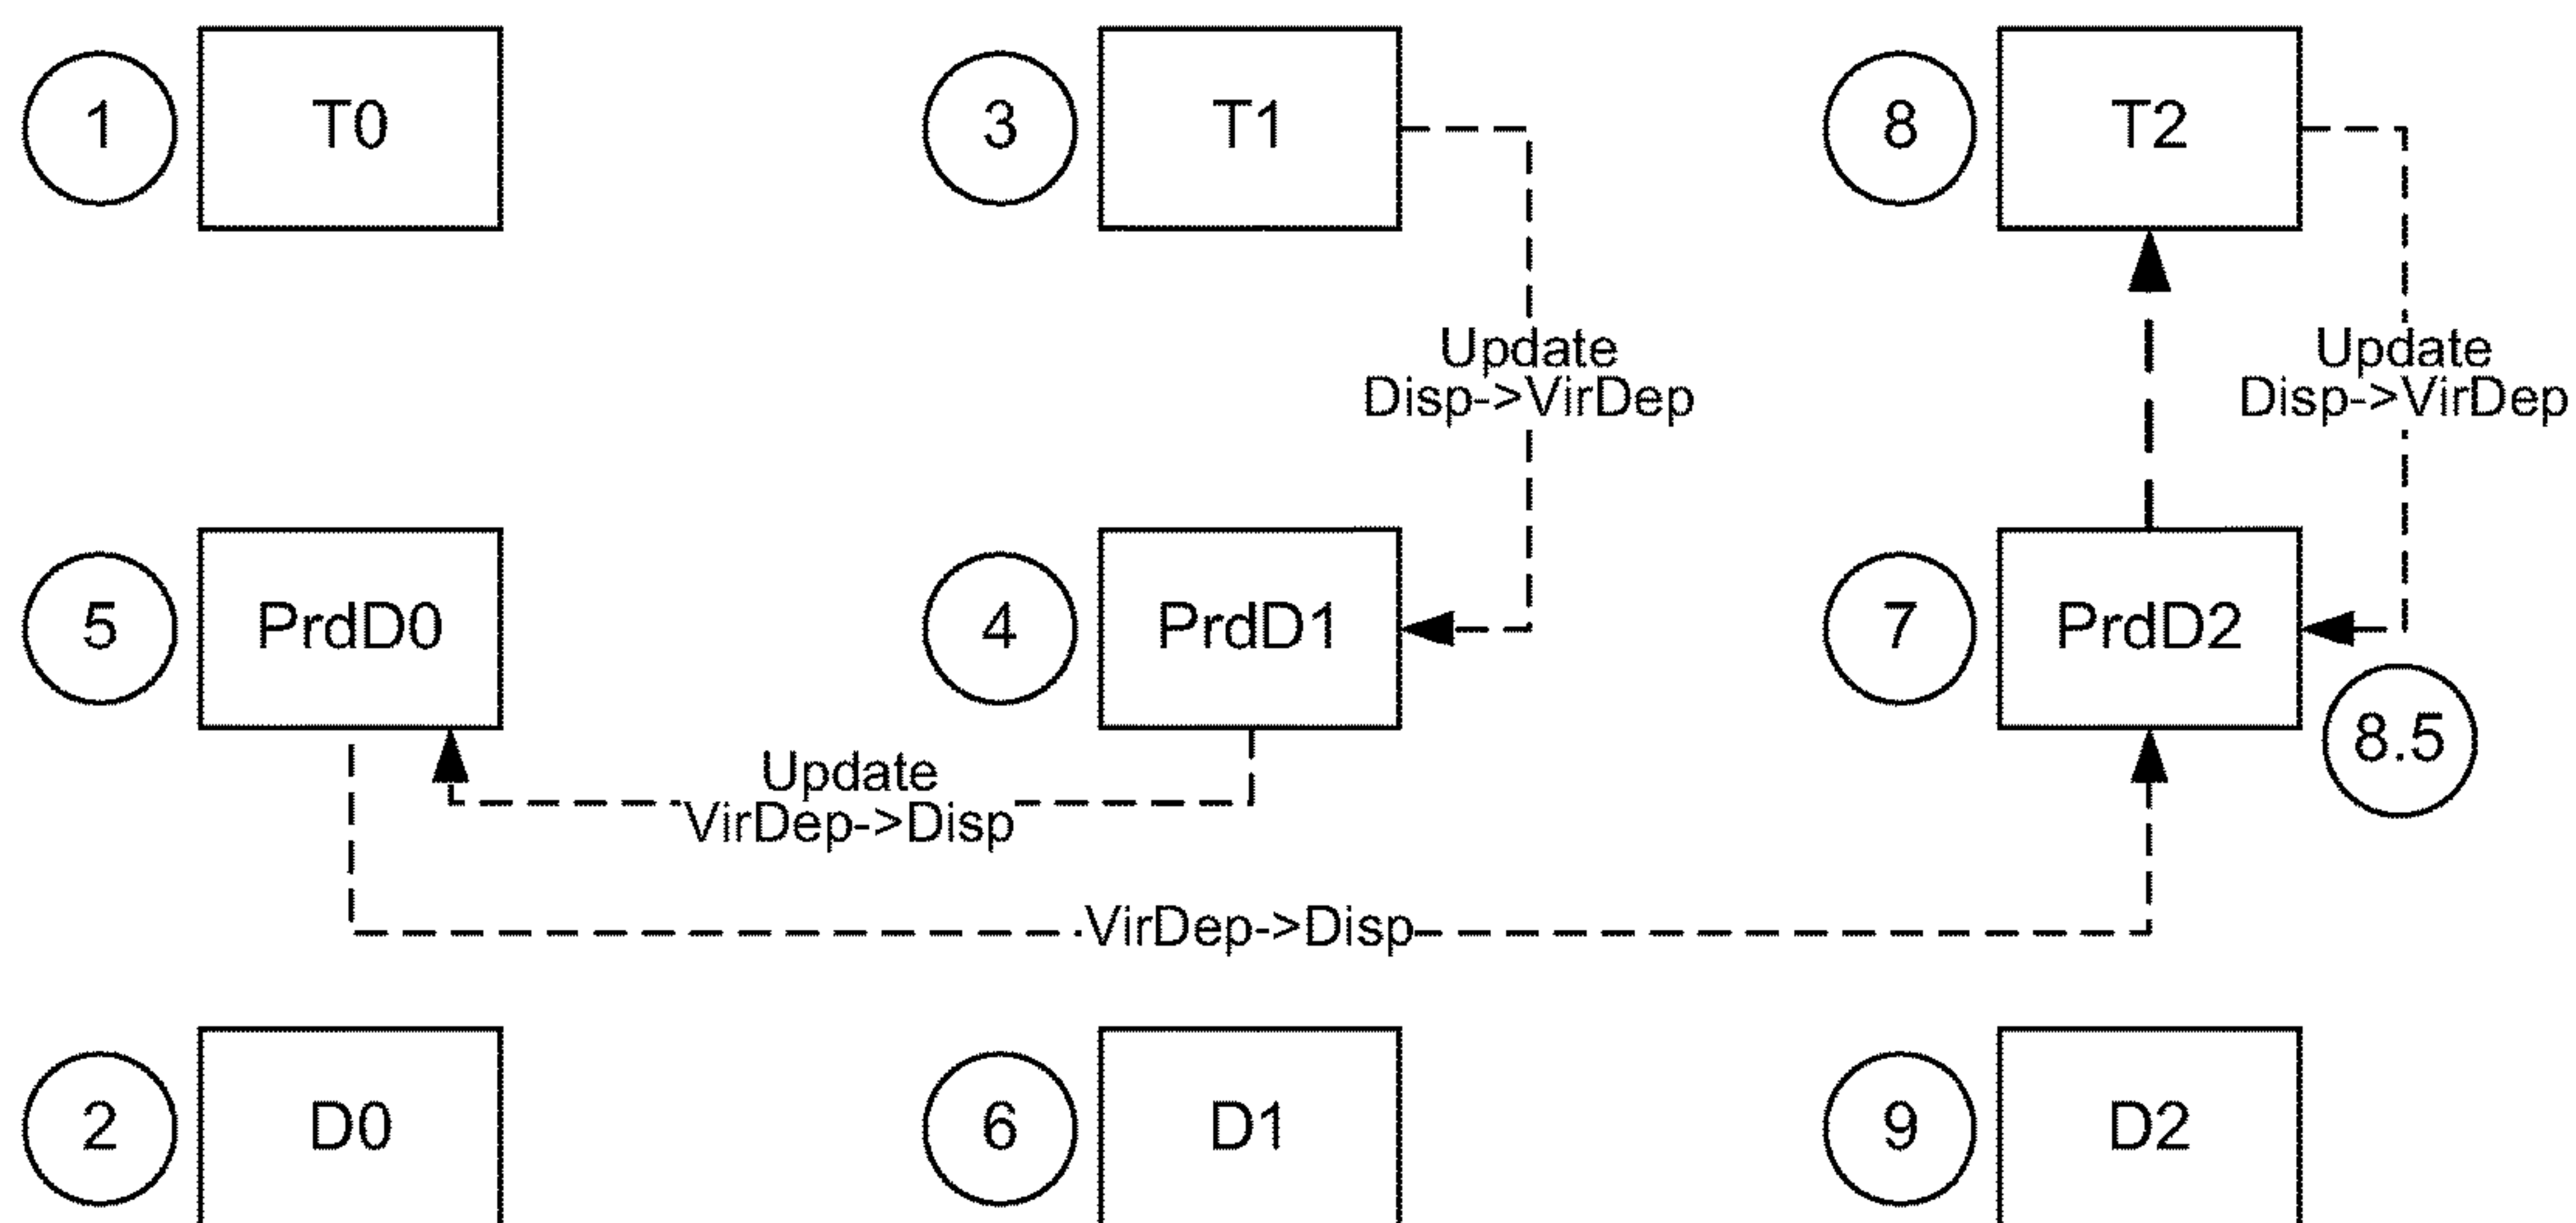 1
T0
3
T1
8
T2
Update
Disp->VirDep
Update
Disp->VirDep
5
PrdD0
4
PrdD1
7
PrdD2
8.5
Update
VirDep->Disp
VirDep->Disp
2
D0
6
D1
9
D2